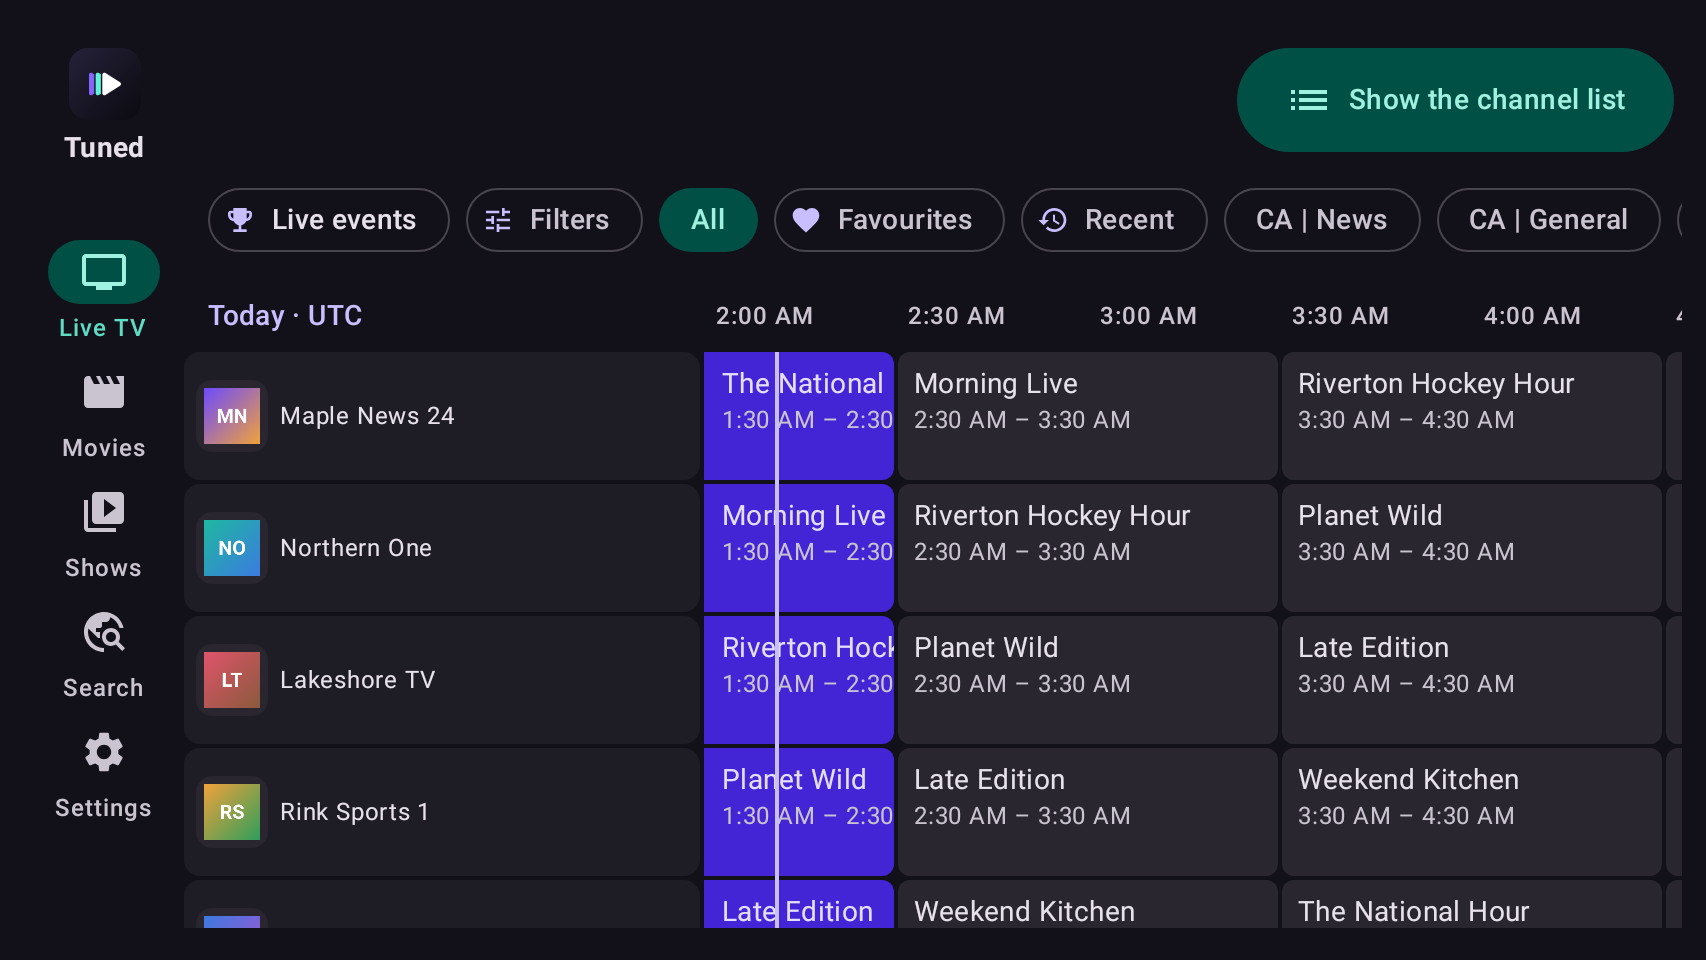 Tuned
Show the channel list
Live events
Filters
All
Favourites
Recent
CA | News
CA | General
Live TV
Movies
Shows
Search
Settings
Today · UTC
2:00 AM
2:30 AM
3:00 AM
3:30 AM
4:00 AM
MN
Maple News 24
The National
1:30 AM – 2:30
Morning Live
2:30 AM – 3:30 AM
Riverton Hockey Hour
3:30 AM – 4:30 AM
NO
Northern One
Morning Live
1:30 AM – 2:30
Riverton Hockey Hour
2:30 AM – 3:30 AM
Planet Wild
3:30 AM – 4:30 AM
LT
Lakeshore TV
Riverton Hock
1:30 AM – 2:30
Planet Wild
2:30 AM – 3:30 AM
Late Edition
3:30 AM – 4:30 AM
RS
Rink Sports 1
Planet Wild
1:30 AM – 2:30
Late Edition
2:30 AM – 3:30 AM
Weekend Kitchen
3:30 AM – 4:30 AM
Late Edition
Weekend Kitchen
The National Hour